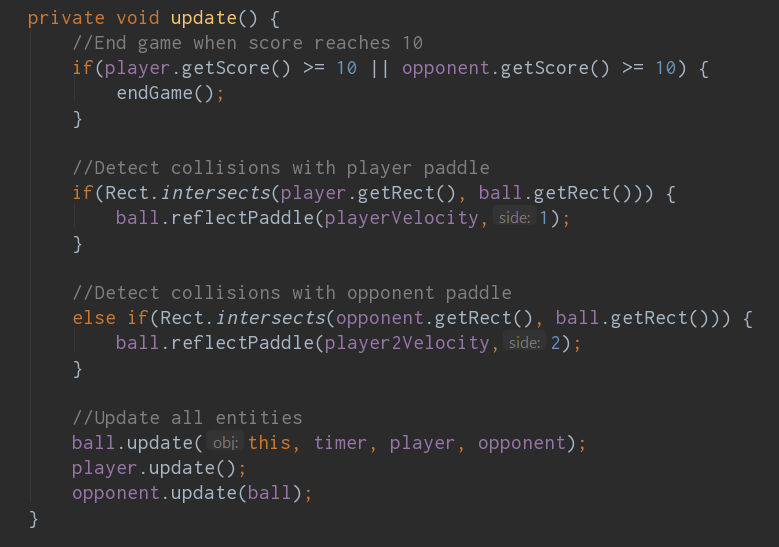 private void update() {
//End game when score reaches 10
if(player.getScore() >= 10 || opponent.getScore() >= 10) {
endGame();
}
//Detect collisions with player paddle
if(Rect.intersects(player.getRect(), ball.getRect())) {
ball.reflectPaddle(playerVelocity, side: 1);
}
//Detect collisions with opponent paddle
else if(Rect.intersects(opponent.getRect(), ball.getRect())) {
ball.reflectPaddle(player2Velocity, side: 2);
}
//Update all entities
ball.update( obj: this, timer, player, opponent);
player.update();
opponent.update(ball);
}